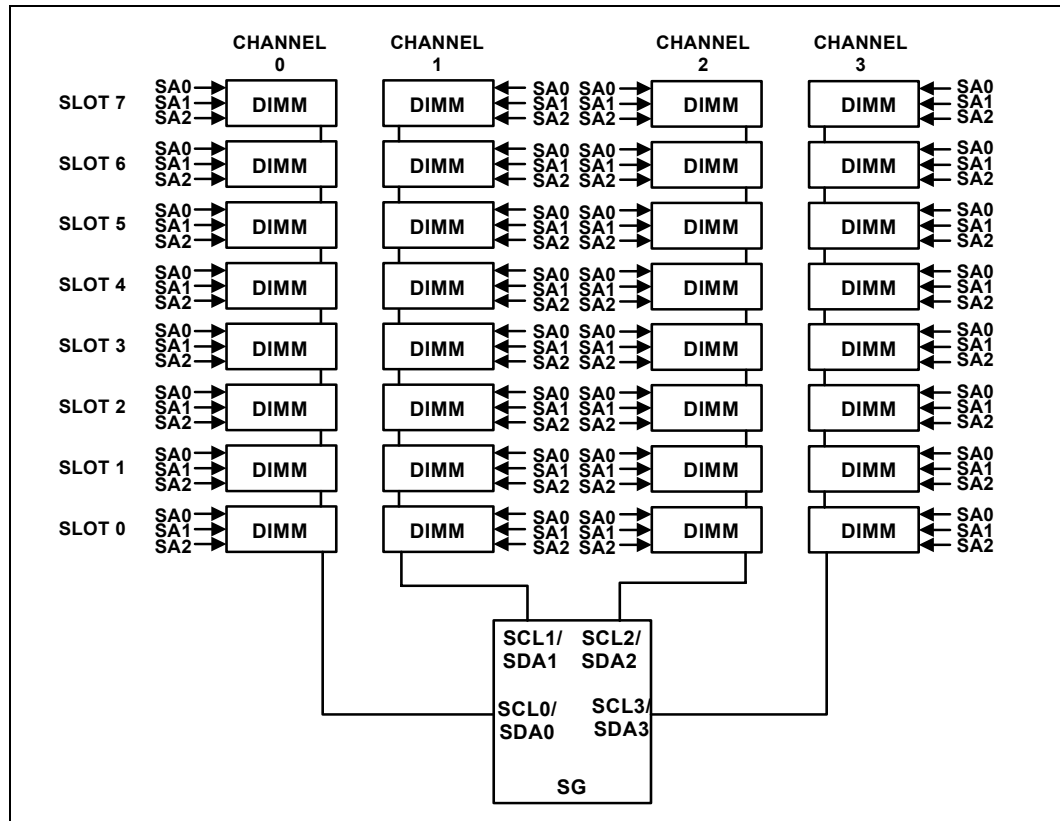 CHANNEL 0
CHANNEL 1
CHANNEL 2
CHANNEL 3
SLOT 7
SA0 SA1 SA2 DIMM
DIMM SA0 SA1 SA2
SA0 SA1 SA2 DIMM
DIMM SA0 SA1 SA2
SLOT 6
SA0 SA1 SA2 DIMM
DIMM SA0 SA1 SA2
SA0 SA1 SA2 DIMM
DIMM SA0 SA1 SA2
SLOT 5
SA0 SA1 SA2 DIMM
DIMM SA0 SA1 SA2
SA0 SA1 SA2 DIMM
DIMM SA0 SA1 SA2
SLOT 4
SA0 SA1 SA2 DIMM
DIMM SA0 SA1 SA2
SA0 SA1 SA2 DIMM
DIMM SA0 SA1 SA2
SLOT 3
SA0 SA1 SA2 DIMM
DIMM SA0 SA1 SA2
SA0 SA1 SA2 DIMM
DIMM SA0 SA1 SA2
SLOT 2
SA0 SA1 SA2 DIMM
DIMM SA0 SA1 SA2
SA0 SA1 SA2 DIMM
DIMM SA0 SA1 SA2
SLOT 1
SA0 SA1 SA2 DIMM
DIMM SA0 SA1 SA2
SA0 SA1 SA2 DIMM
DIMM SA0 SA1 SA2
SLOT 0
SA0 SA1 SA2 DIMM
DIMM SA0 SA1 SA2
SA0 SA1 SA2 DIMM
DIMM SA0 SA1 SA2
SCL1/
SDA1
SCL2/
SDA2
SCL0/
SDA0
SCL3/
SDA3
SG